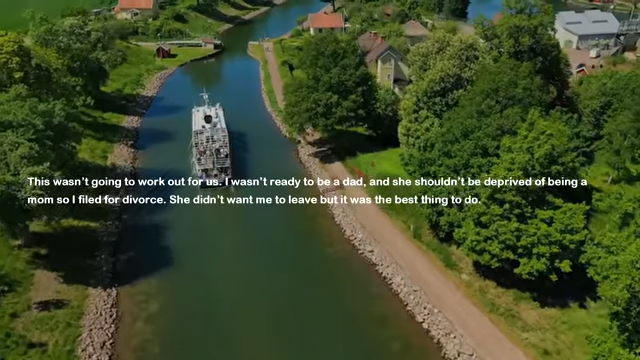 This wasn’t going to work out for us. I wasn’t ready to be a dad, and she shouldn’t be deprived of being a
mom so I filed for divorce. She didn’t want me to leave but it was the best thing to do.